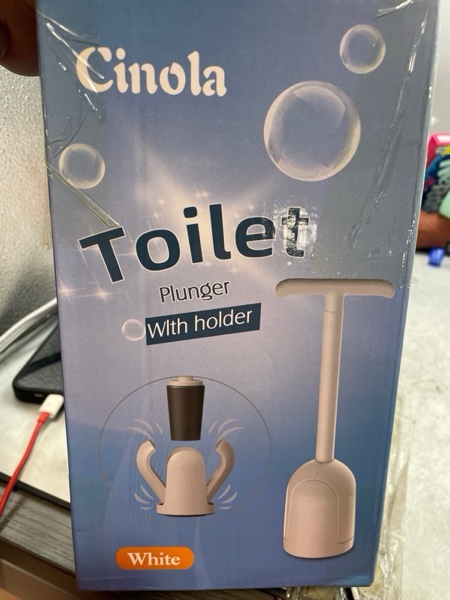 Cinola
Toilet
Plunger
WIth holder
White